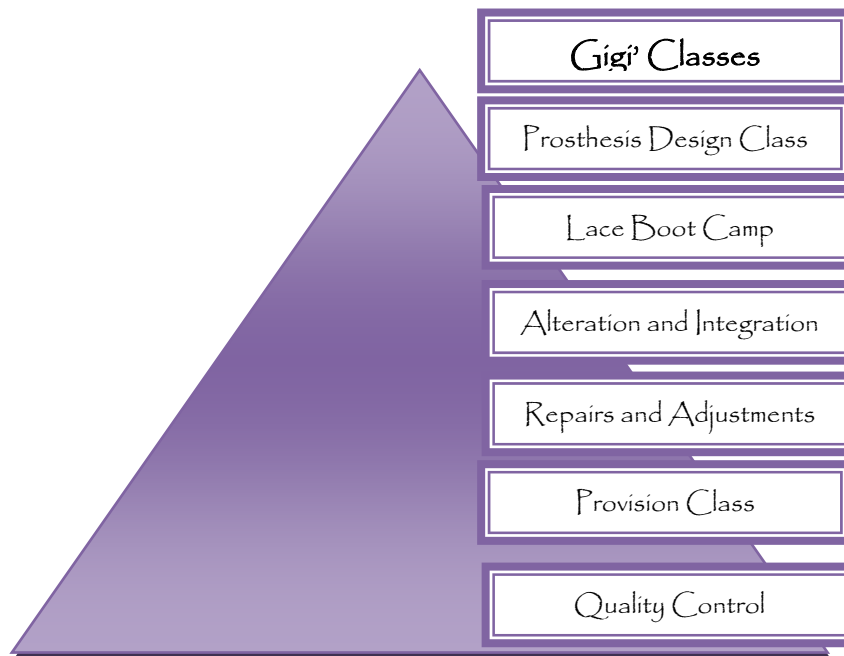 Gigi’ Classes
Prosthesis Design Class
Lace Boot Camp
Alteration and Integration
Repairs and Adjustments
Provision Class
Quality Control